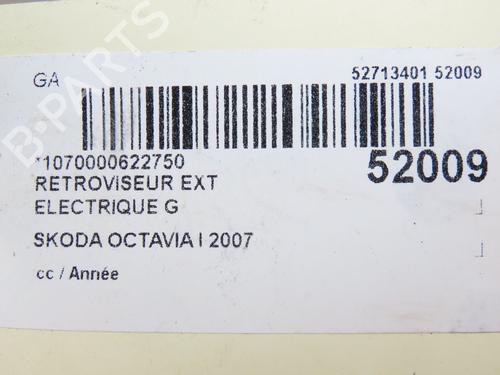 GA
52713401 52009
*1070000622750
52009
RETROVISEUR EXT
ELECTRIQUE G
SKODA OCTAVIA I 2007
cc / Année
B-PARTS